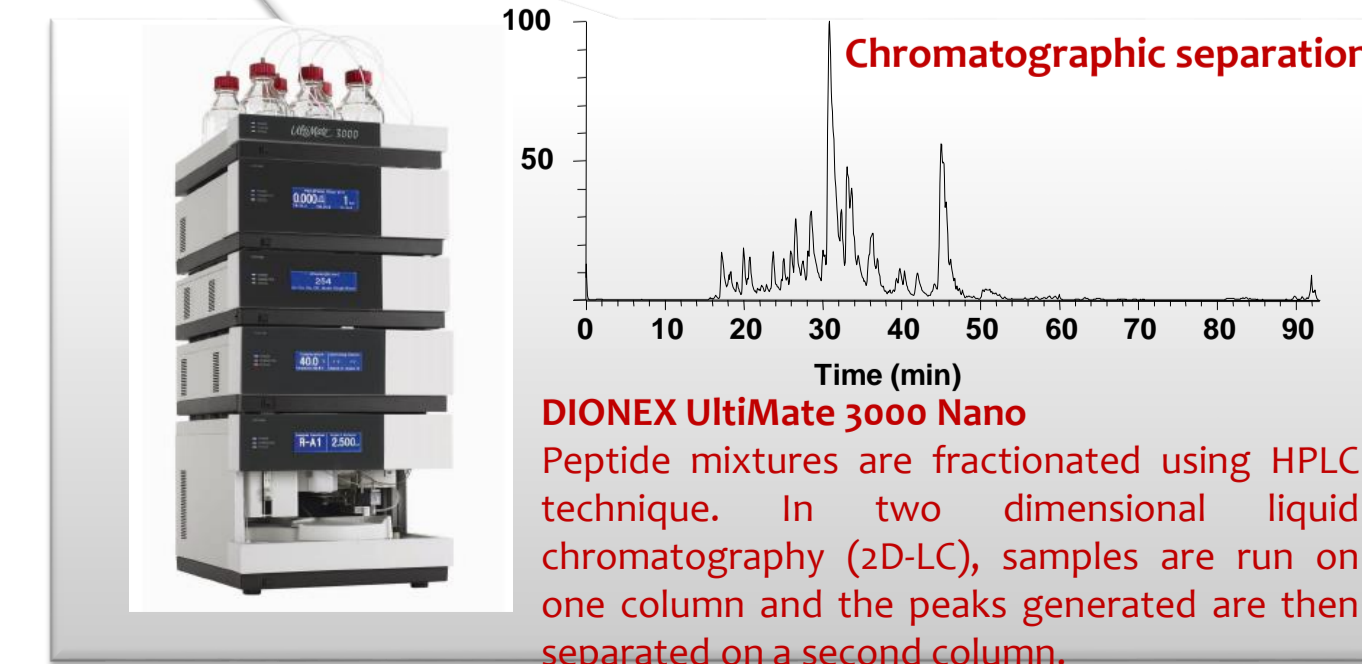 100
Chromatographic separation
50
0 10 20 30 40 50 60 70 80 90
Time (min)
DIONEX UltiMate 3000 Nano
Peptide mixtures are fractionated using HPLC
technique. In two dimensional liquid
chromatography (2D-LC), samples are run on
one column and the peaks generated are then
separated on a second column.
UltiMate 3000
0.000
1
254
40.0
R-A1 2.500